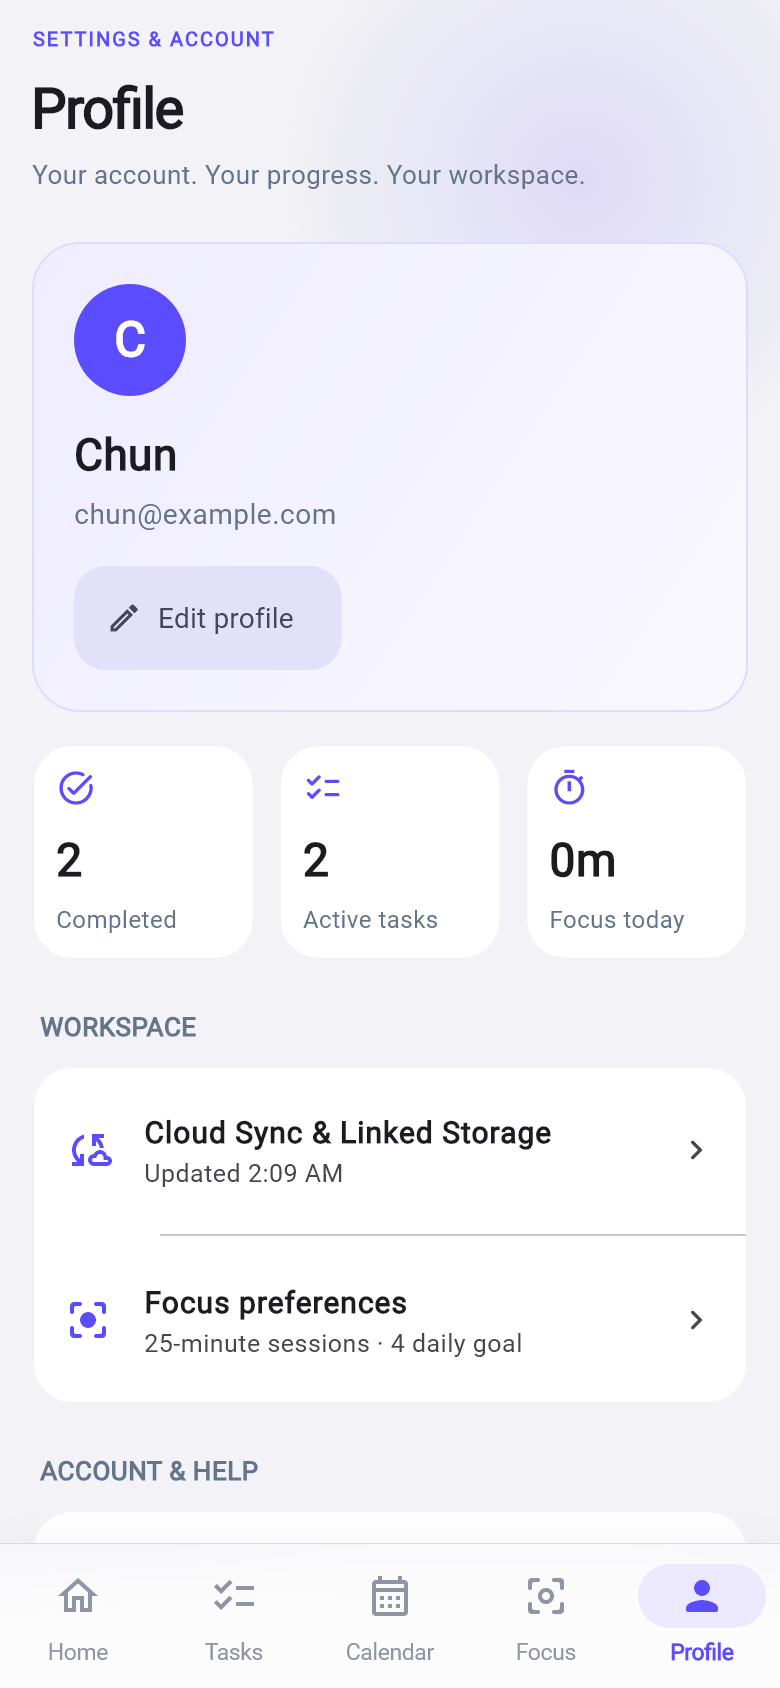 SETTINGS & ACCOUNT
Profile
Your account. Your progress. Your workspace.
C
Chun
chun@example.com
Edit profile
2
Completed
2
Active tasks
0m
Focus today
WORKSPACE
Cloud Sync & Linked Storage
Updated 2:09 AM
Focus preferences
25-minute sessions · 4 daily goal
ACCOUNT & HELP
Home
Tasks
Calendar
Focus
Profile